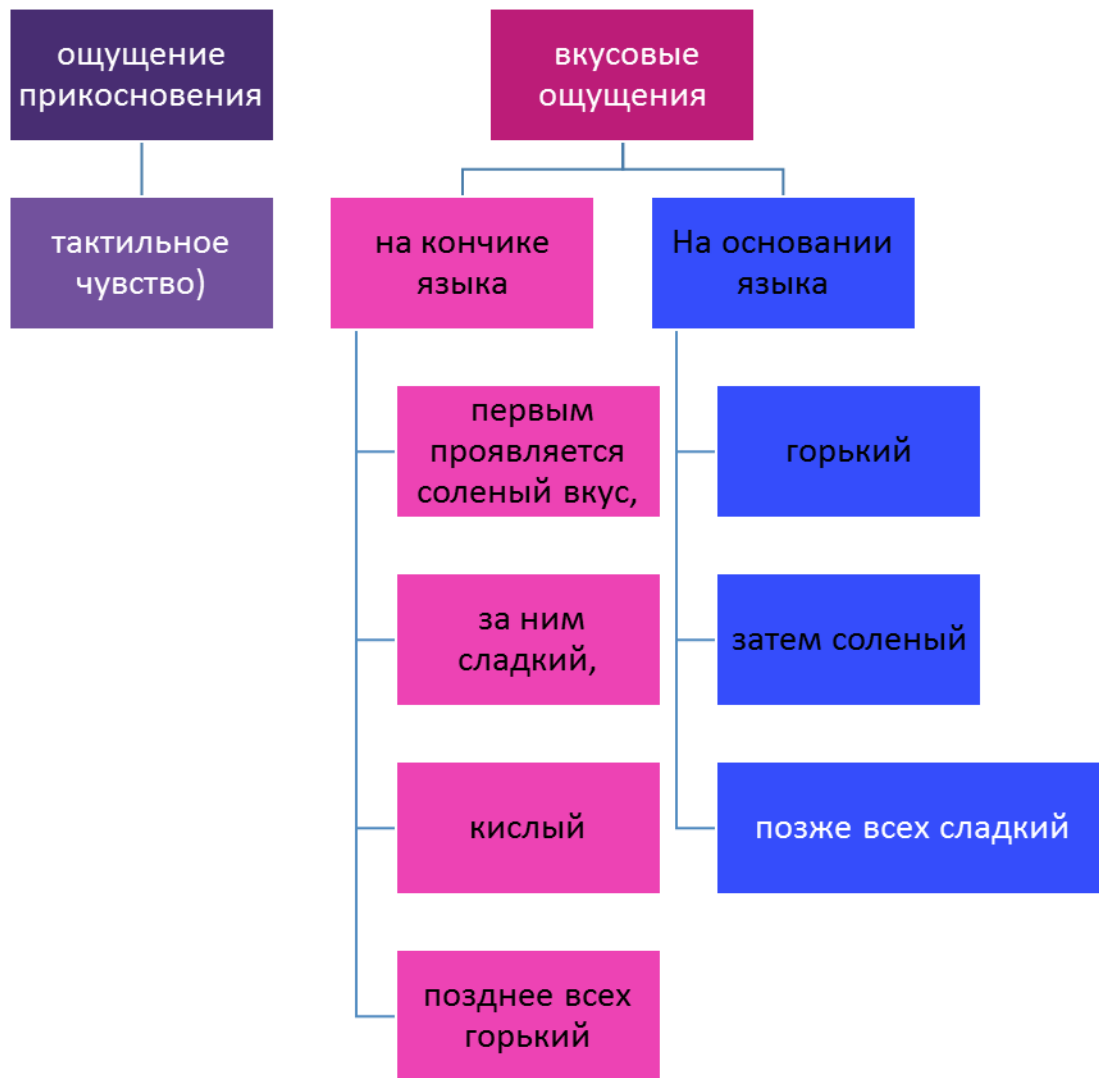 ощущение
прикосновения
тактильное
чувство)
вкусовые
ощущения
на кончике
языка
первым
проявляется
соленый вкус,
за ним
сладкий,
кислый
позднее всех
горький
На основании
языка
горький
затем соленый
позже всех сладкий